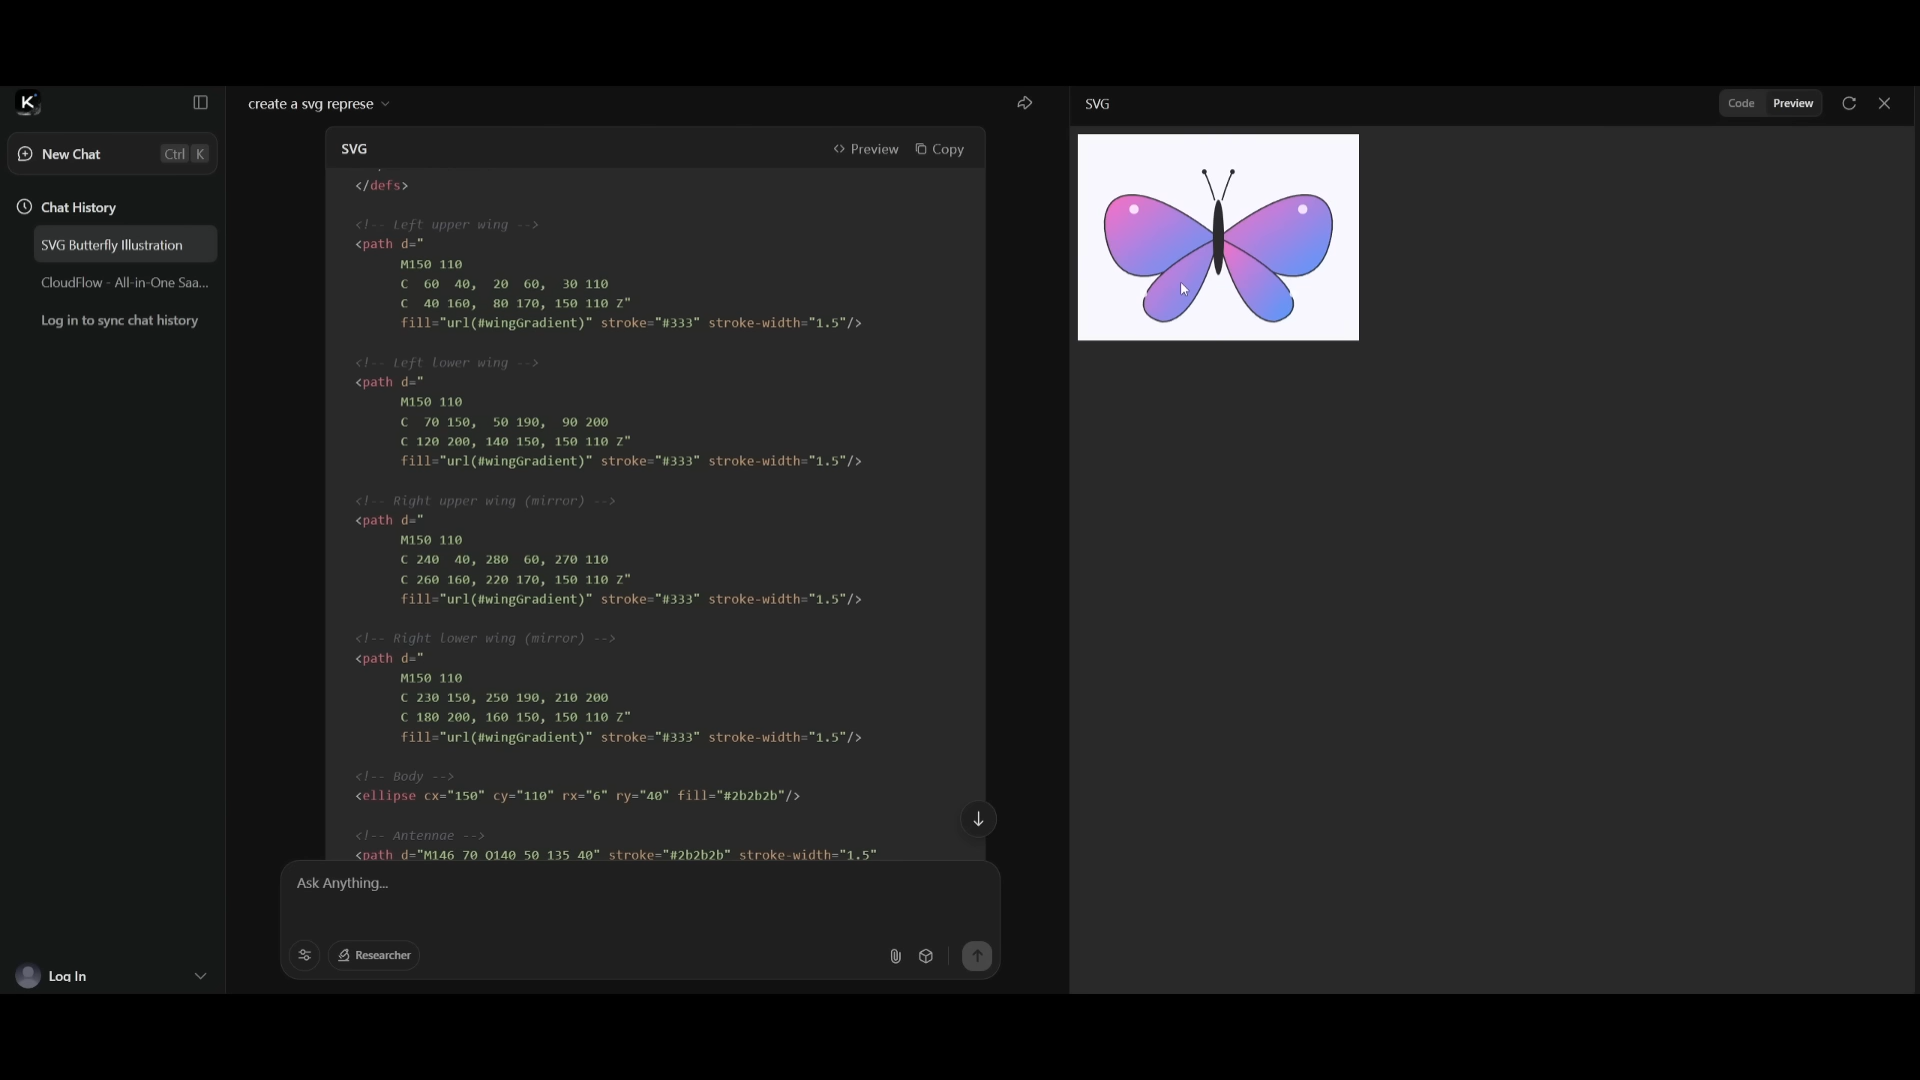 K
New Chat Ctrl K
Chat History
SVG Butterfly Illustration
CloudFlow - All-in-One Saa...
Log in to sync chat history
Log In
create a svg represe
SVG Preview Copy
</defs>
<!-- Left upper wing -->
<path d="
M150 110
C 60 40, 20 60, 30 110
C 40 160, 80 170, 150 110 Z"
fill="url(#wingGradient)" stroke="#333" stroke-width="1.5"/>
<!-- Left lower wing -->
<path d="
M150 110
C 70 150, 50 190, 90 200
C 120 200, 140 150, 150 110 Z"
fill="url(#wingGradient)" stroke="#333" stroke-width="1.5"/>
<!-- Right upper wing (mirror) -->
<path d="
M150 110
C 240 40, 280 60, 270 110
C 260 160, 220 170, 150 110 Z"
fill="url(#wingGradient)" stroke="#333" stroke-width="1.5"/>
<!-- Right lower wing (mirror) -->
<path d="
M150 110
C 230 150, 250 190, 210 200
C 180 200, 160 150, 150 110 Z"
fill="url(#wingGradient)" stroke="#333" stroke-width="1.5"/>
<!-- Body -->
<ellipse cx="150" cy="110" rx="6" ry="40" fill="#2b2b2b"/>
<!-- Antennae -->
<path d="M146 70 Q140 50 135 40" stroke="#2b2b2b" stroke-width="1.5"
Ask Anything...
Researcher
SVG
Code Preview